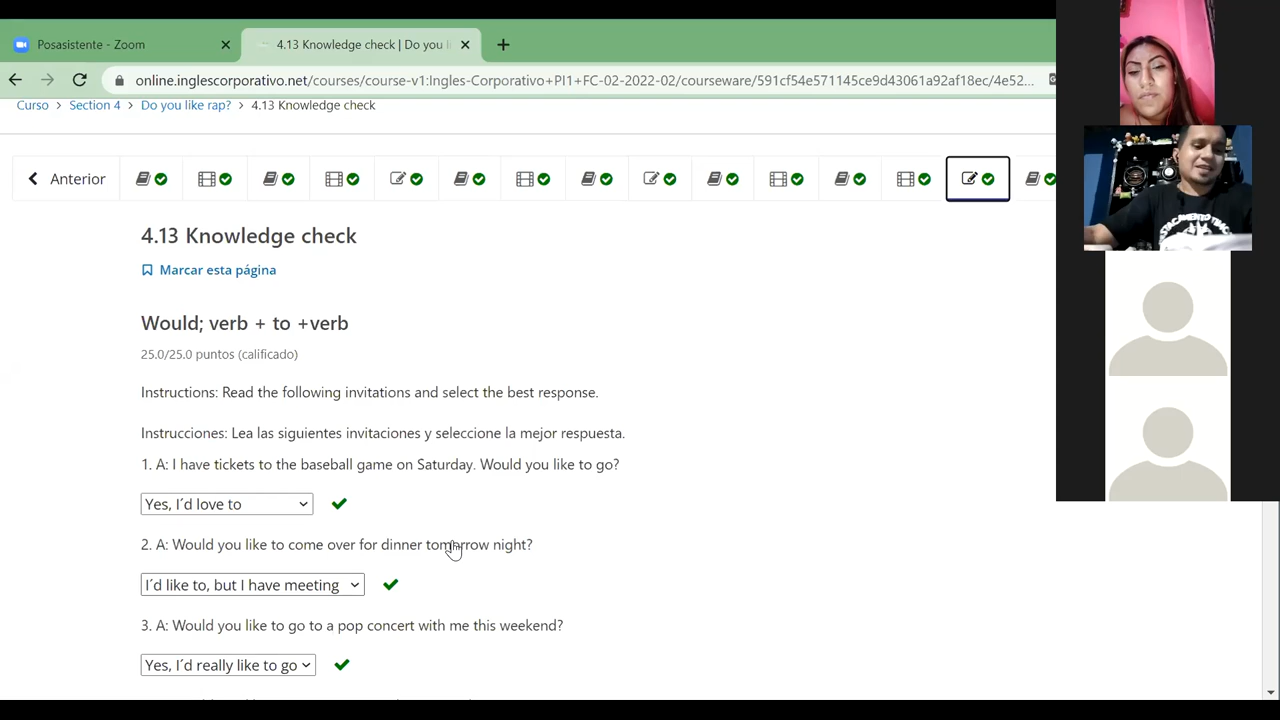 Posasistente - Zoom
4.13 Knowledge check | Do you li
online.inglescorporativo.net/courses/course-v1:Ingles-Corporativo+PI1+FC-02-2022-02/courseware/591cf54e571145ce9d43061a92af18ec/4e52...
Curso > Section 4 > Do you like rap? > 4.13 Knowledge check
Anterior
4.13 Knowledge check
Marcar esta página
Would; verb + to +verb
25.0/25.0 puntos (calificado)
Instructions: Read the following invitations and select the best response.
Instrucciones: Lea las siguientes invitaciones y seleccione la mejor respuesta.
1. A: I have tickets to the baseball game on Saturday. Would you like to go?
Yes, I´d love to
2. A: Would you like to come over for dinner tomorrow night?
I´d like to, but I have meeting
3. A: Would you like to go to a pop concert with me this weekend?
Yes, I´d really like to go